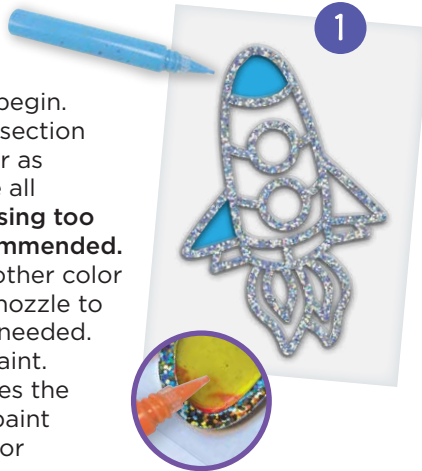 1
begin.
section
r as
all
sing too
mmended.
other color
nozzle to
needed.
aint.
es the
paint
or